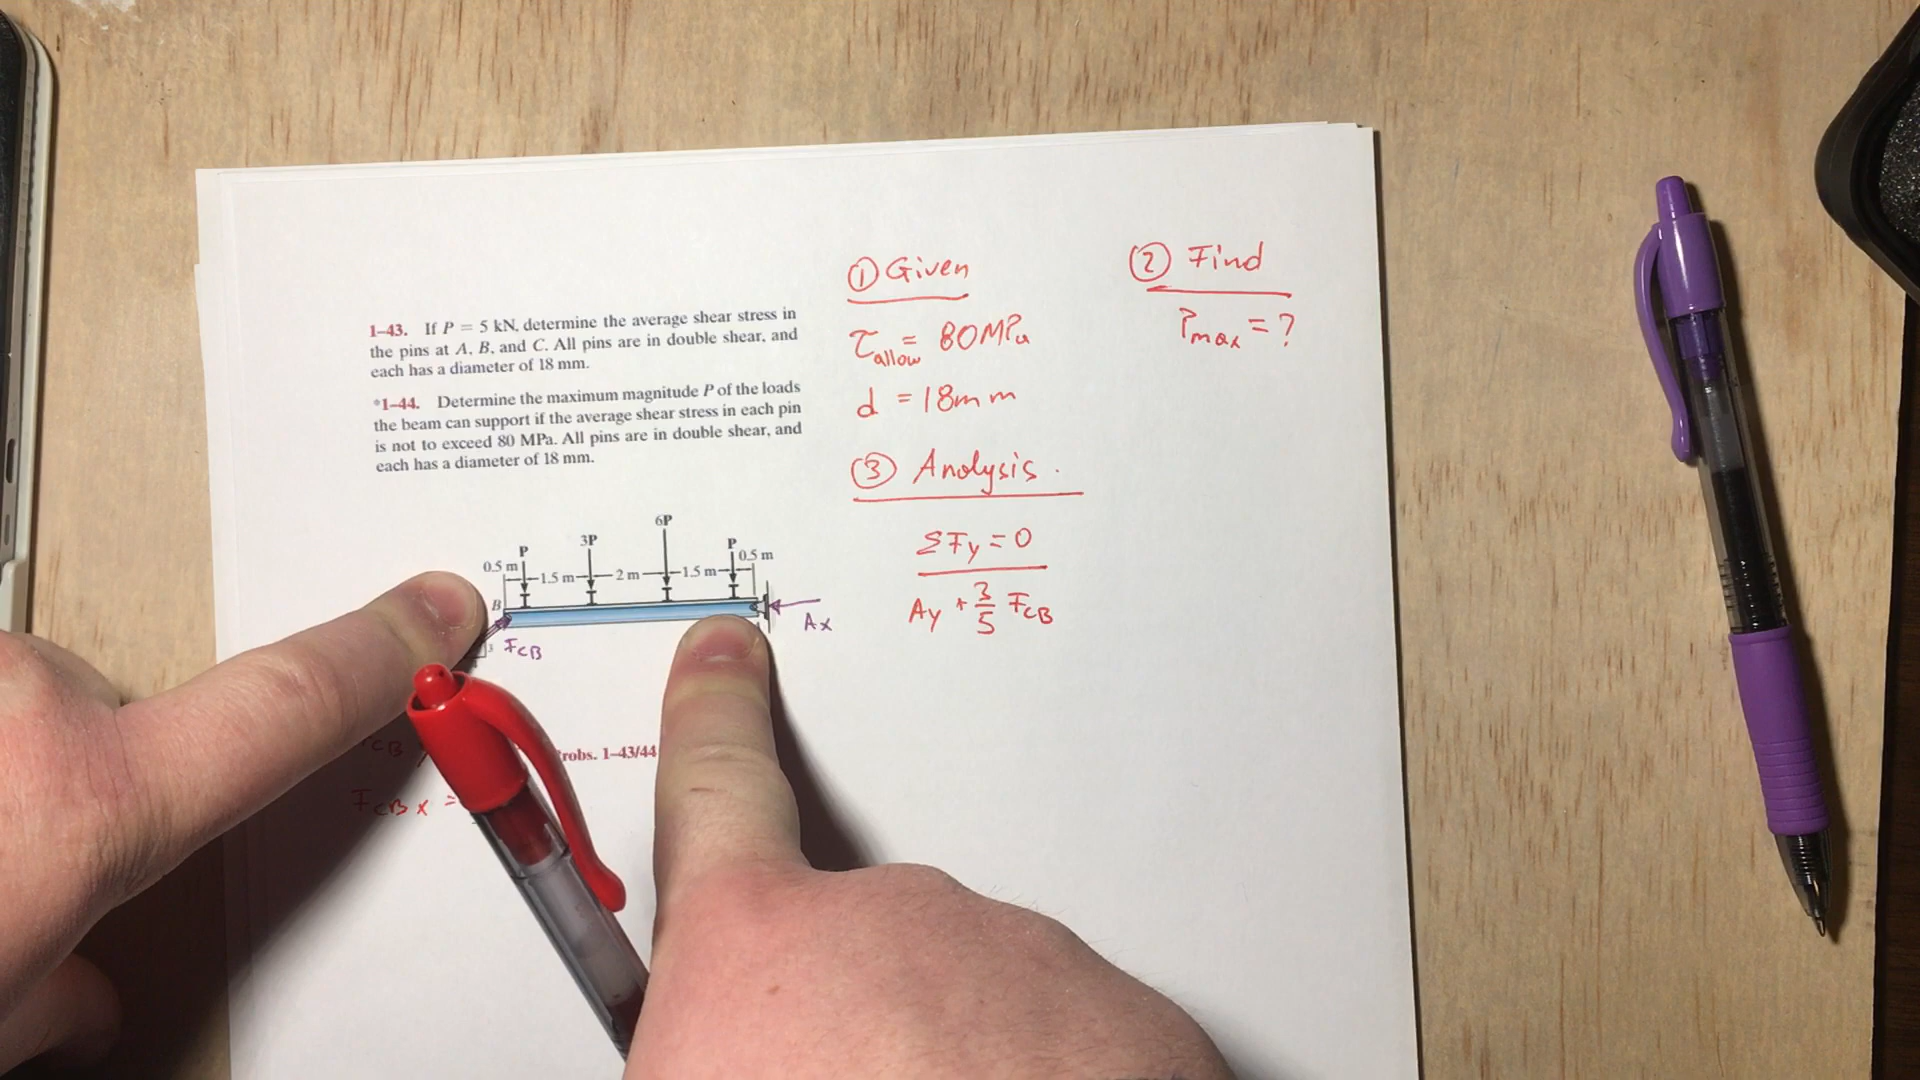 1–43. If P = 5 kN, determine the average shear stress in
the pins at A, B, and C. All pins are in double shear, and
each has a diameter of 18 mm.
*1–44. Determine the maximum magnitude P of the loads
the beam can support if the average shear stress in each pin
is not to exceed 80 MPa. All pins are in double shear, and
each has a diameter of 18 mm.
6P
3P
P
P
0.5 m
0.5 m
1.5 m
2 m
1.5 m
B
Ax
3
FCB
CB
robs. 1–43/44
FCBx =
① Given
τallow = 80MPa
d = 18mm
② Find
Pmax = ?
③ Analysis.
ΣFy = 0
Ay + 3/5 FCB